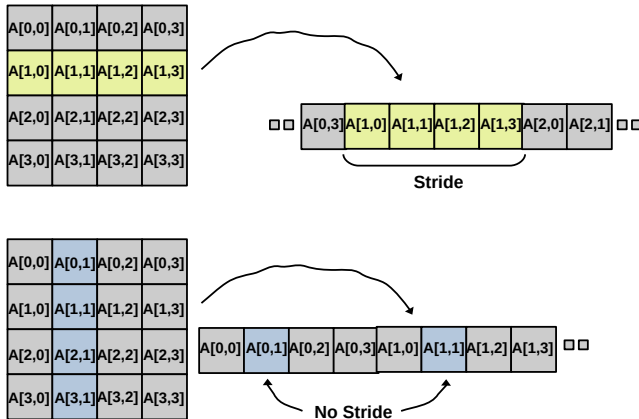 A[0,0] A[0,1] A[0,2] A[0,3]
A[1,0] A[1,1] A[1,2] A[1,3]
A[2,0] A[2,1] A[2,2] A[2,3]
A[3,0] A[3,1] A[3,2] A[3,3]
A[0,3] A[1,0] A[1,1] A[1,2] A[1,3] A[2,0] A[2,1]
Stride
A[0,0] A[0,1] A[0,2] A[0,3]
A[1,0] A[1,1] A[1,2] A[1,3]
A[2,0] A[2,1] A[2,2] A[2,3]
A[3,0] A[3,1] A[3,2] A[3,3]
A[0,0] A[0,1] A[0,2] A[0,3] A[1,0] A[1,1] A[1,2] A[1,3]
No Stride